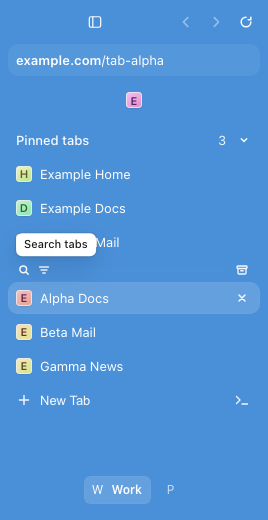 example.com/tab-alpha
E
Pinned tabs 3
H Example Home
D Example Docs
Mail
Search tabs
E Alpha Docs
E Beta Mail
E Gamma News
New Tab
W Work P